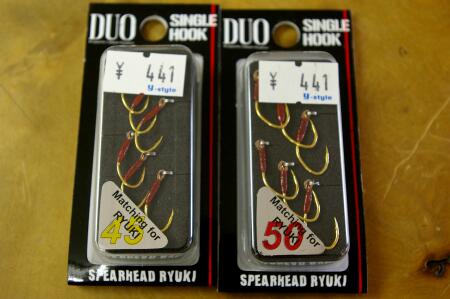 DUO
SINGLE
HOOK
¥ 441
y-style
Matching for
RYUKI
45
SPEARHEAD RYUKI
DUO
SINGLE
HOOK
¥ 441
y-style
Matching for
RYUKI
50
SPEARHEAD RYUKI